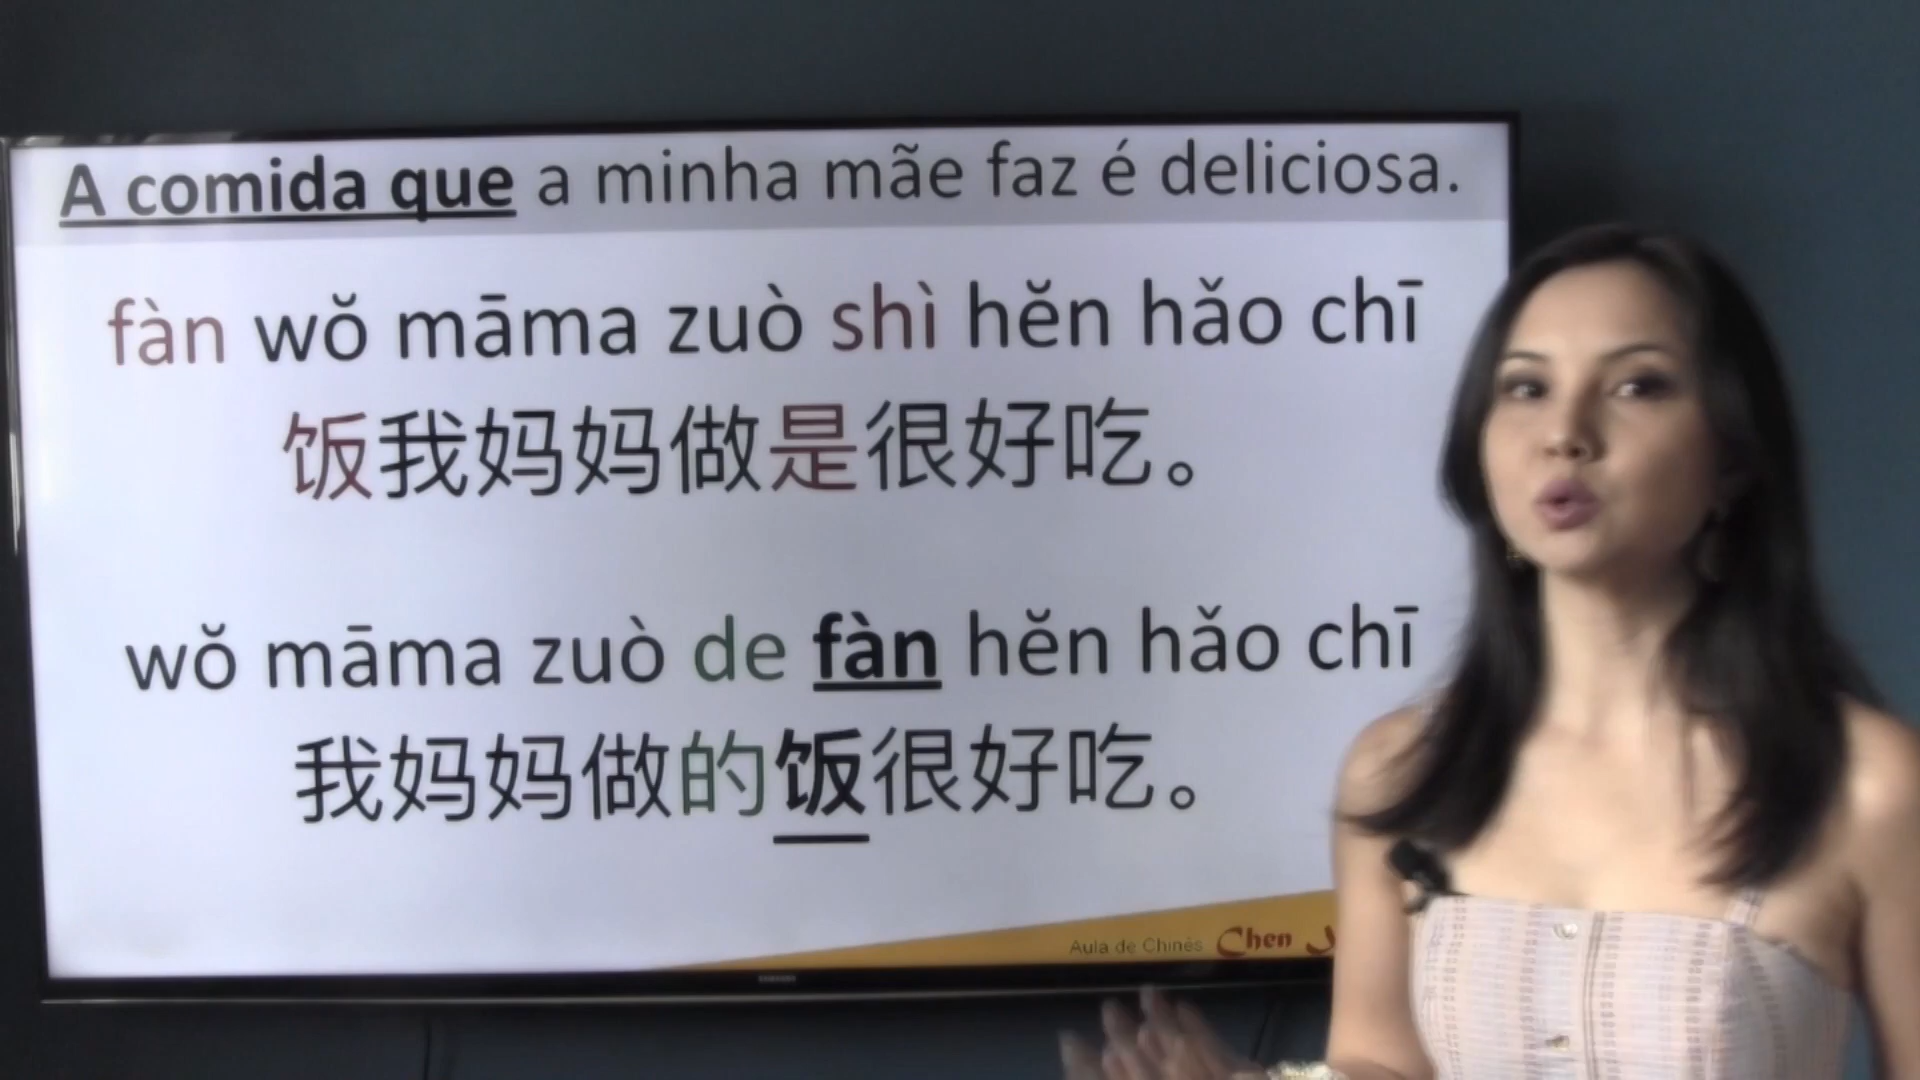 A comida que a minha mãe faz é deliciosa.
fàn wǒ māma zuò shì hěn hǎo chī
饭我妈妈做是很好吃。
wǒ māma zuò de fàn hěn hǎo chī
我妈妈做的饭很好吃。
Aula de Chinês Chen